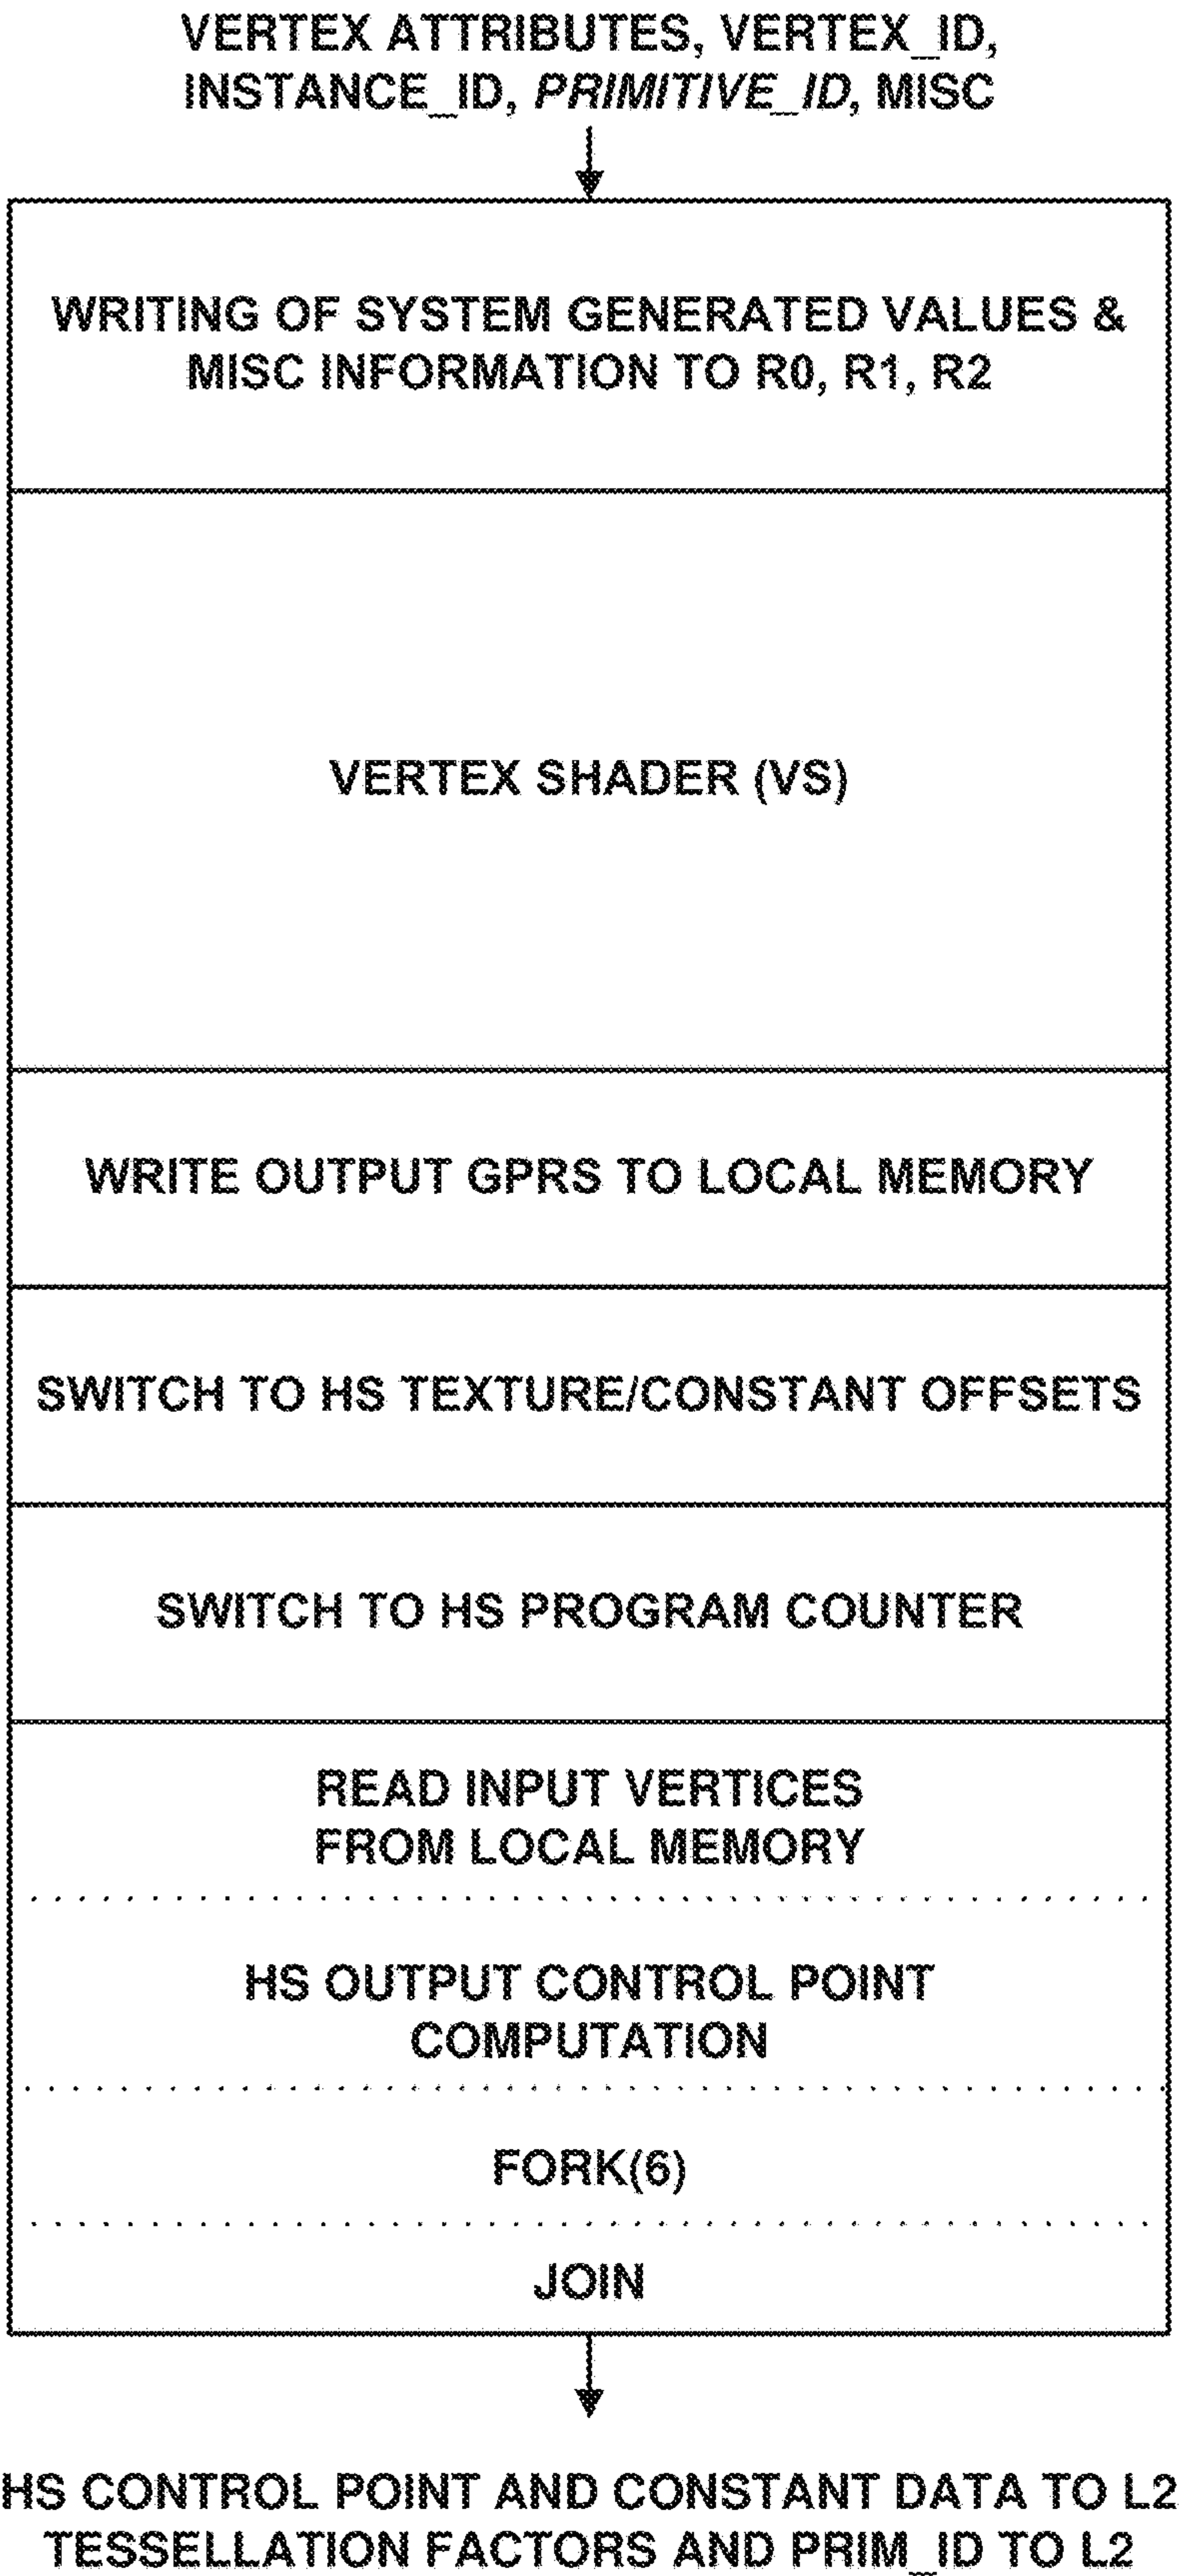 VERTEX ATTRIBUTES, VERTEX_ID,
INSTANCE_ID, PRIMITIVE_ID, MISC
WRITING OF SYSTEM GENERATED VALUES &
MISC INFORMATION TO R0, R1, R2
VERTEX SHADER (VS)
WRITE OUTPUT GPRS TO LOCAL MEMORY
SWITCH TO HS TEXTURE/CONSTANT OFFSETS
SWITCH TO HS PROGRAM COUNTER
READ INPUT VERTICES
FROM LOCAL MEMORY
HS OUTPUT CONTROL POINT
COMPUTATION
FORK(6)
JOIN
HS CONTROL POINT AND CONSTANT DATA TO L2
TESSELLATION FACTORS AND PRIM_ID TO L2